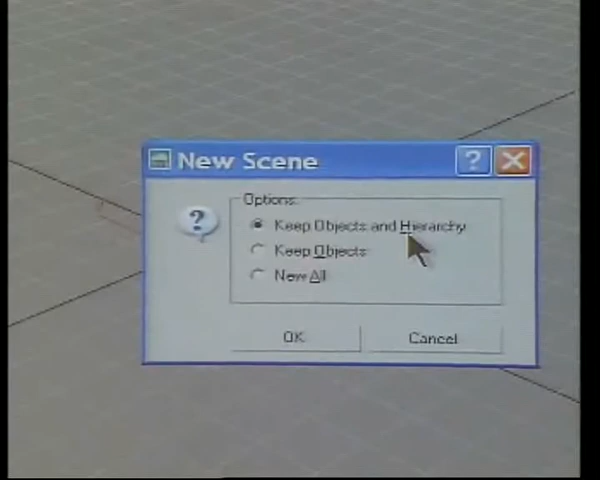 New Scene
Options:
Keep Objects and Hierarchy
Keep Objects
New All
OK
Cancel